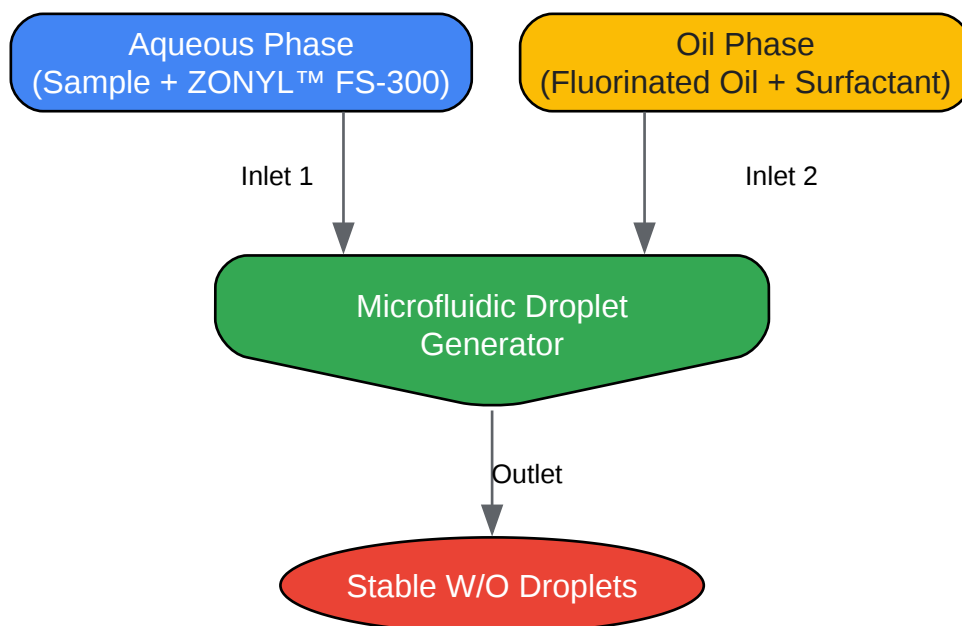 Aqueous Phase
(Sample + ZONYL™ FS-300)
Oil Phase
(Fluorinated Oil + Surfactant)
Inlet 1
Inlet 2
Microfluidic Droplet
Generator
Outlet
Stable W/O Droplets